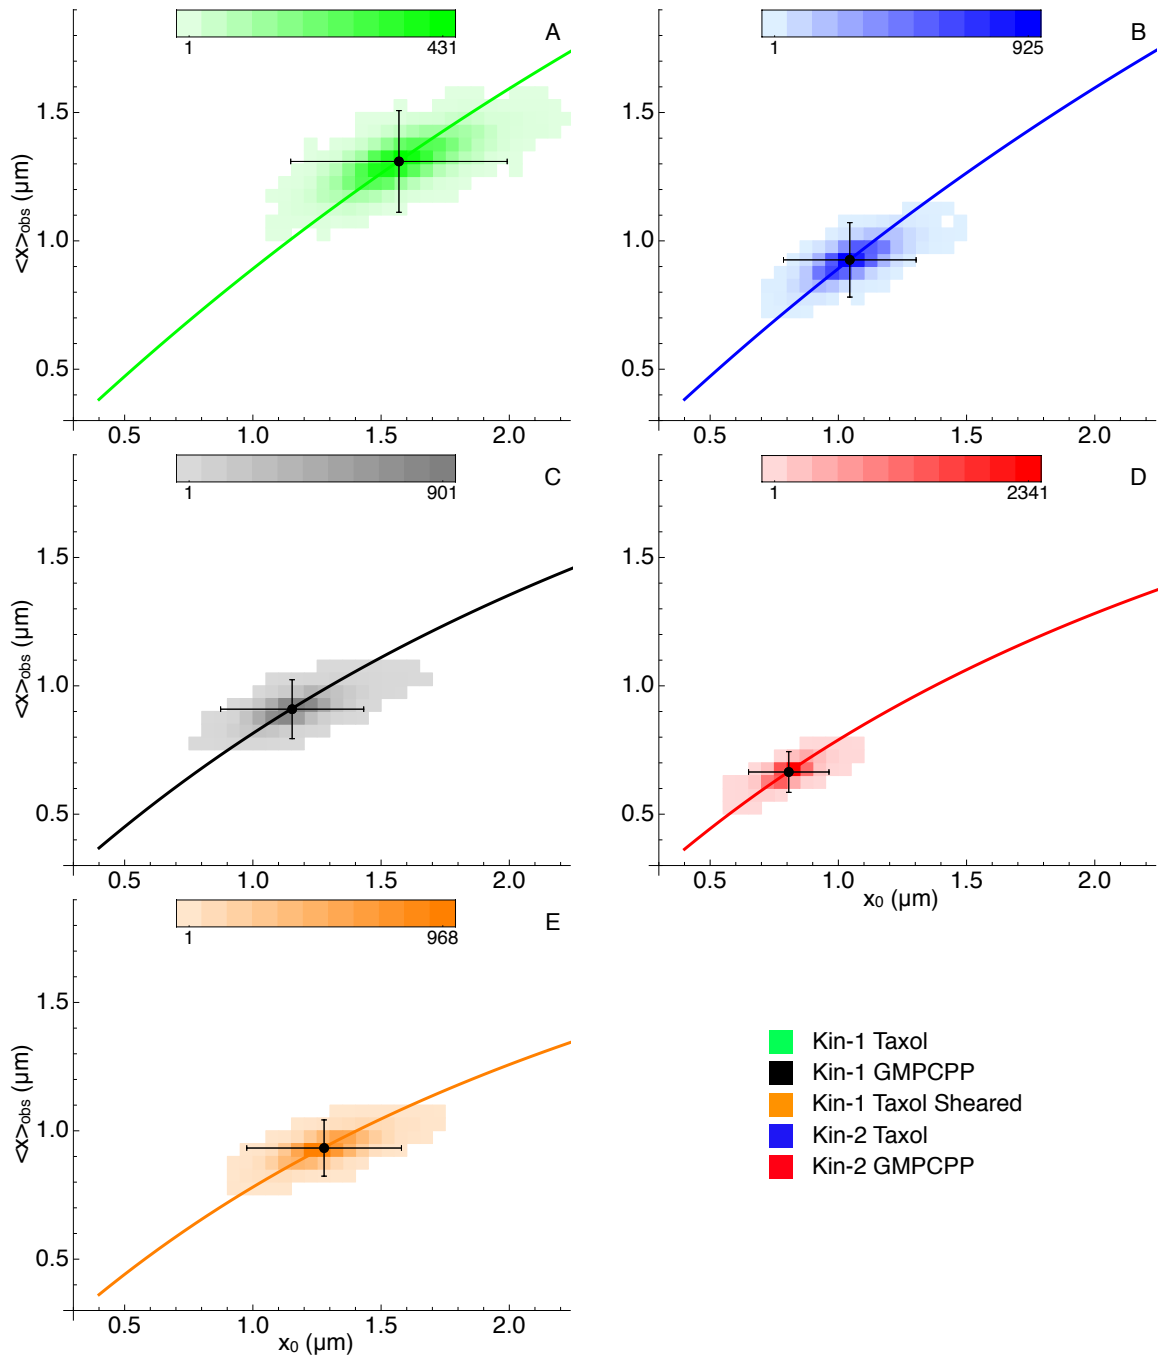 A
1 431
1.5
1.0
0.5
<x>obs (μm)
0.5 1.0 1.5 2.0
B
1 925
1.5
1.0
0.5
0.5 1.0 1.5 2.0
C
1 901
1.5
1.0
0.5
<x>obs (μm)
0.5 1.0 1.5 2.0
D
1 2341
1.5
1.0
0.5
0.5 1.0 1.5 2.0
x0 (μm)
E
1 968
1.5
1.0
0.5
<x>obs (μm)
0.5 1.0 1.5 2.0
x0 (μm)
Kin-1 Taxol
Kin-1 GMPCPP
Kin-1 Taxol Sheared
Kin-2 Taxol
Kin-2 GMPCPP